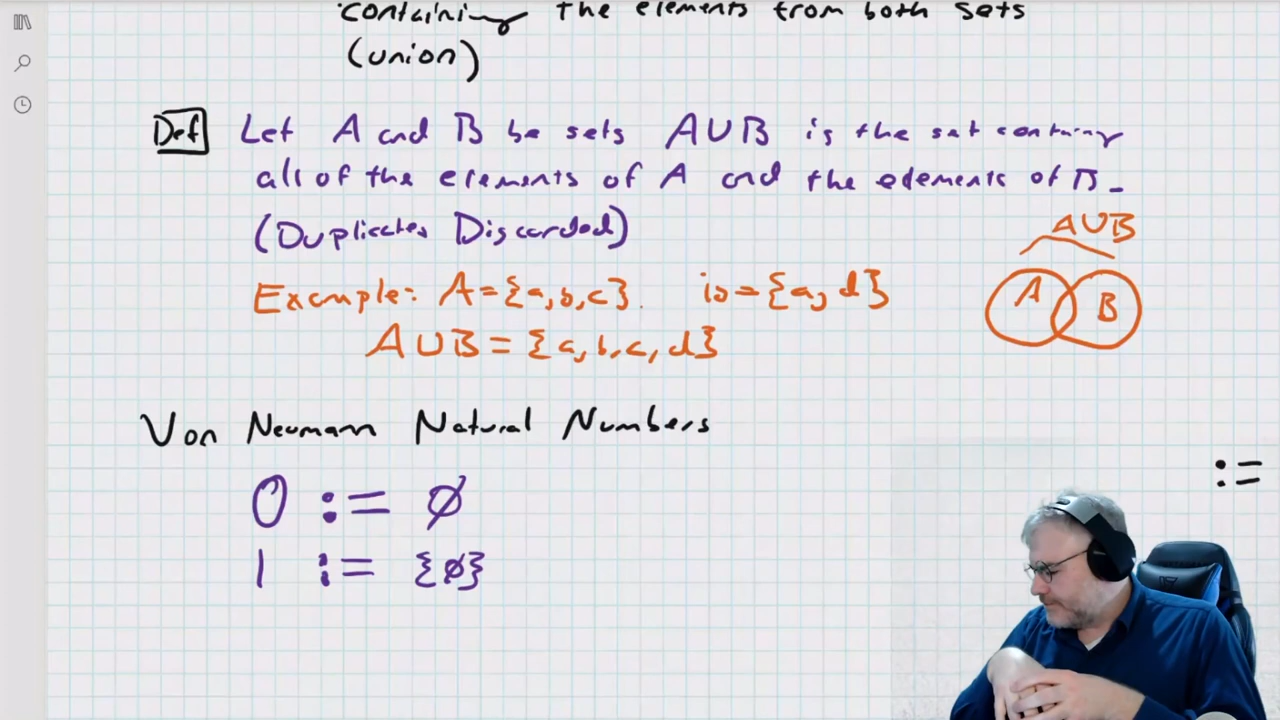 containing the elements from both sets
(union)
Def Let A and B be sets A∪B is the set containing
all of the elements of A and the elements of B.
(Duplicates Discarded)
A∪B
Example: A={a,b,c}. B={a,d}
A B
A∪B={a,b,c,d}
Von Neumann Natural Numbers
:=
0 := ∅
1 := {∅}